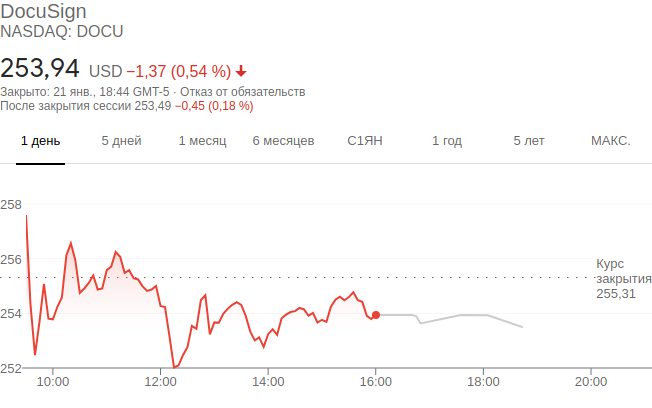 DocuSign
NASDAQ: DOCU
253,94 USD −1,37 (0,54 %)
Закрыто: 21 янв., 18:44 GMT-5 · Отказ от обязательств
После закрытия сессии 253,49 −0,45 (0,18 %)
1 день 5 дней 1 месяц 6 месяцев С1ЯН 1 год 5 лет МАКС.
258
256
Курс
закрытия
255,31
254
252
10:00 12:00 14:00 16:00 18:00 20:00